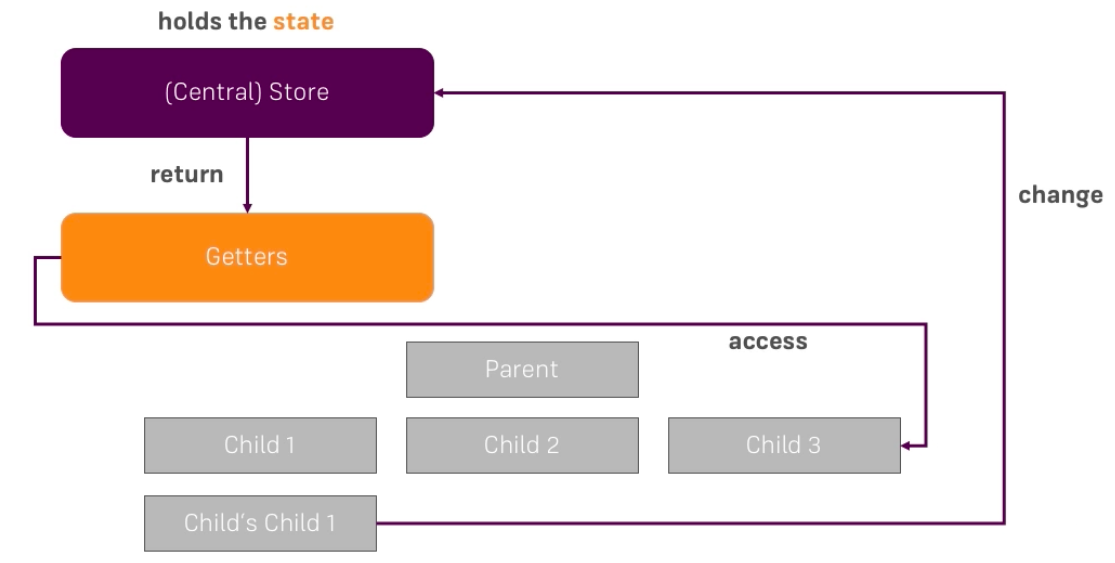 holds the state
(Central) Store
return
change
Getters
access
Parent
Child 1
Child 2
Child 3
Child's Child 1